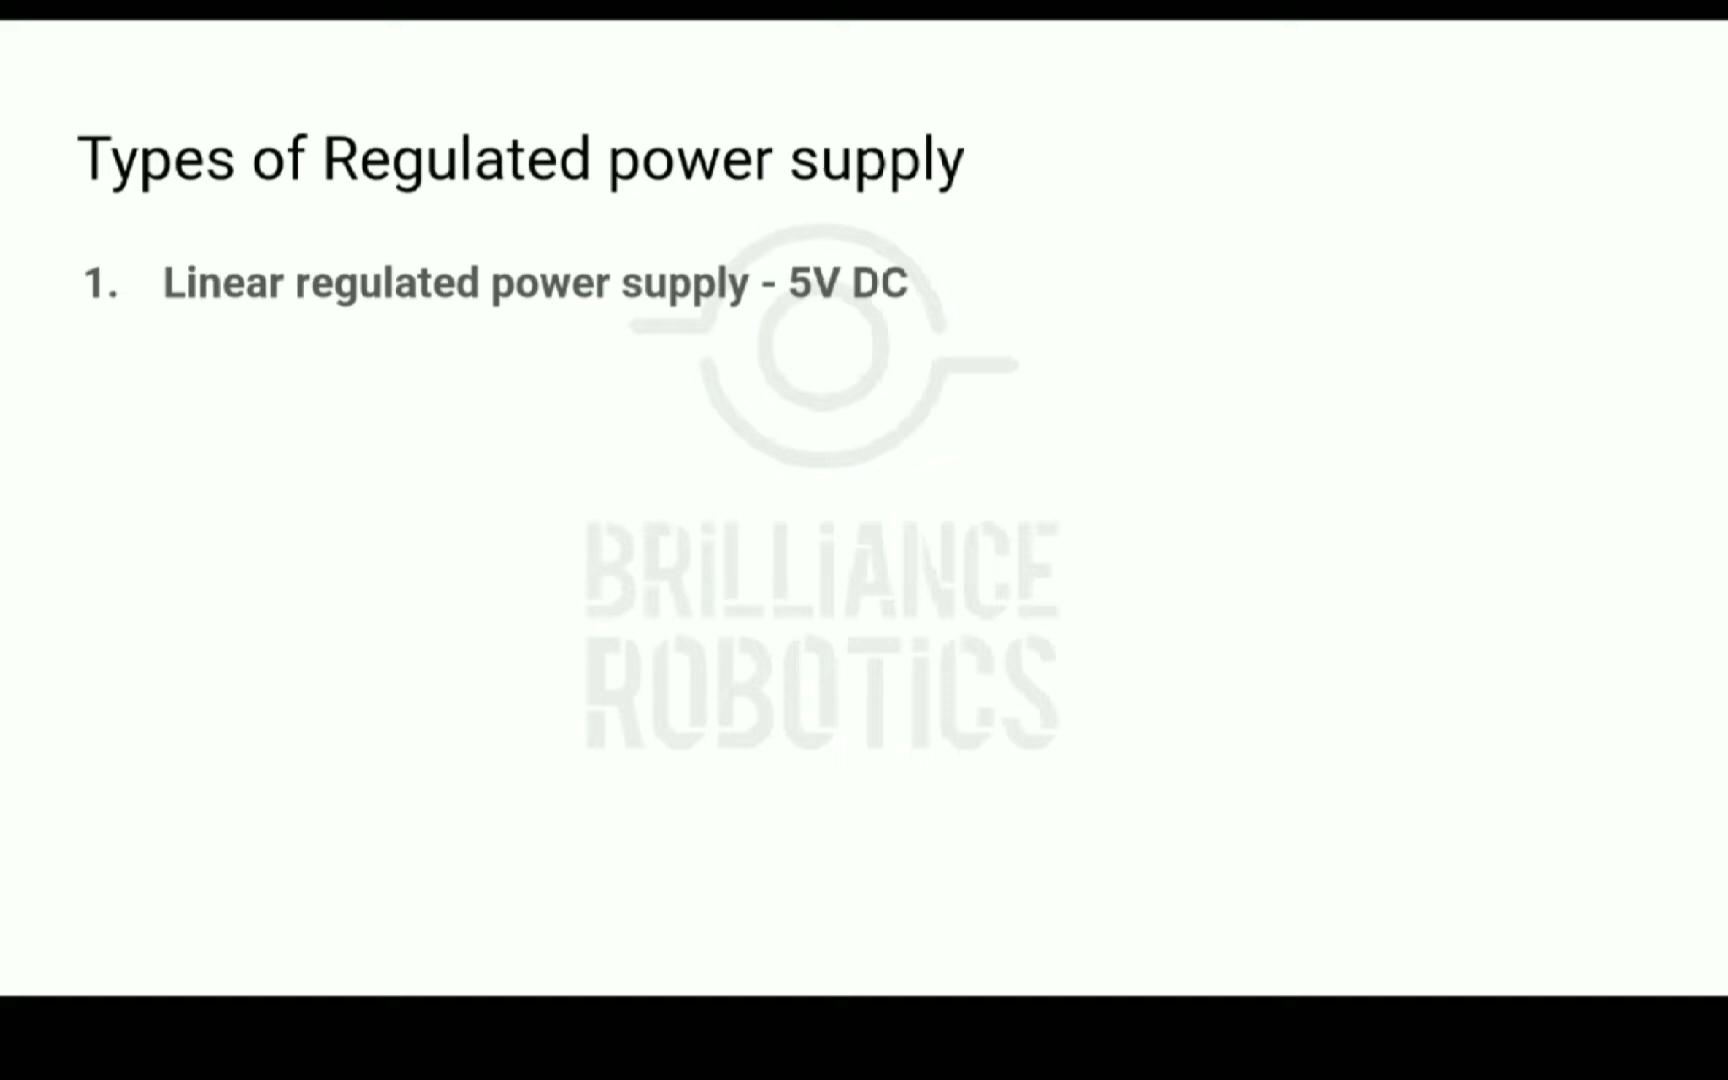 Types of Regulated power supply
1. Linear regulated power supply - 5V DC
BRiLLiANCE
ROBOTiCS